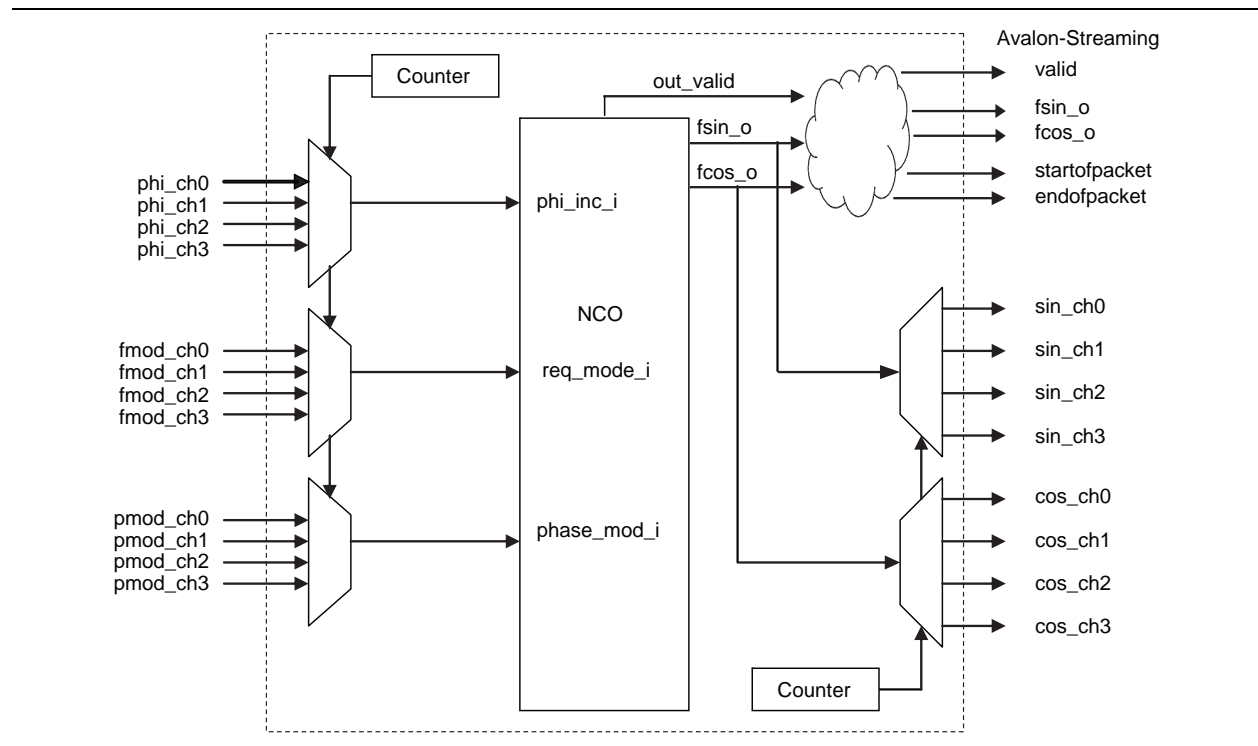 Avalon-Streaming
Counter
out_valid
valid
fsin_o
fsin_o
fcos_o
fcos_o
startofpacket
endofpacket
phi_ch0
phi_ch1
phi_ch2
phi_ch3
phi_inc_i
NCO
sin_ch0
sin_ch1
sin_ch2
sin_ch3
fmod_ch0
fmod_ch1
fmod_ch2
fmod_ch3
req_mode_i
pmod_ch0
pmod_ch1
pmod_ch2
pmod_ch3
phase_mod_i
cos_ch0
cos_ch1
cos_ch2
cos_ch3
Counter